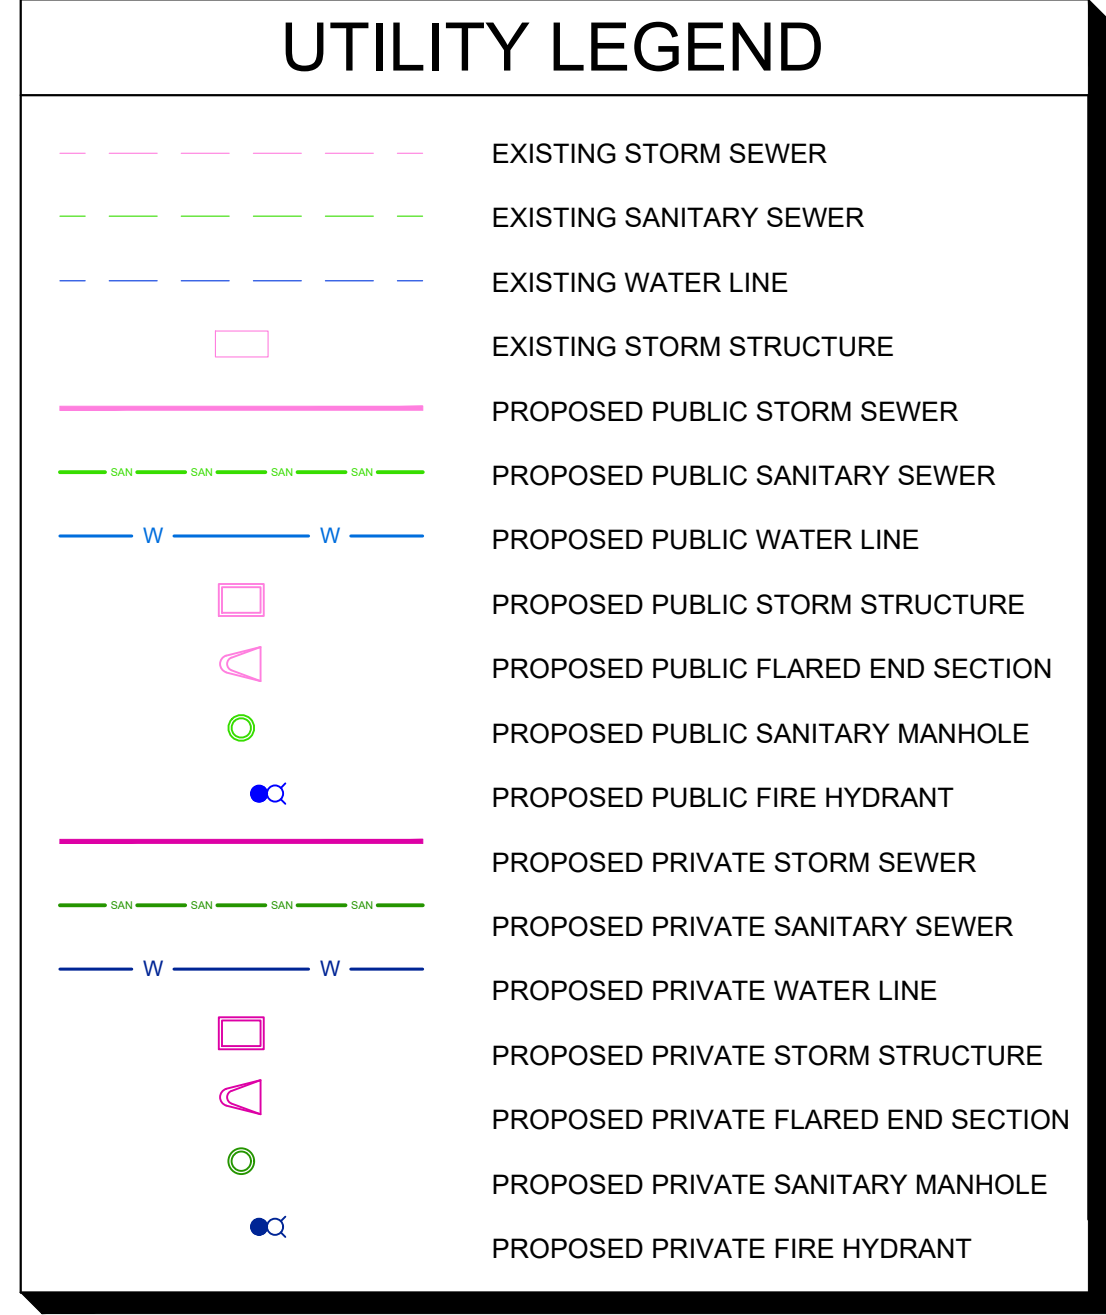 UTILITY LEGEND
EXISTING STORM SEWER
EXISTING SANITARY SEWER
EXISTING WATER LINE
EXISTING STORM STRUCTURE
PROPOSED PUBLIC STORM SEWER
SAN SAN SAN SAN PROPOSED PUBLIC SANITARY SEWER
W W PROPOSED PUBLIC WATER LINE
PROPOSED PUBLIC STORM STRUCTURE
PROPOSED PUBLIC FLARED END SECTION
PROPOSED PUBLIC SANITARY MANHOLE
PROPOSED PUBLIC FIRE HYDRANT
PROPOSED PRIVATE STORM SEWER
SAN SAN SAN SAN PROPOSED PRIVATE SANITARY SEWER
W W PROPOSED PRIVATE WATER LINE
PROPOSED PRIVATE STORM STRUCTURE
PROPOSED PRIVATE FLARED END SECTION
PROPOSED PRIVATE SANITARY MANHOLE
PROPOSED PRIVATE FIRE HYDRANT